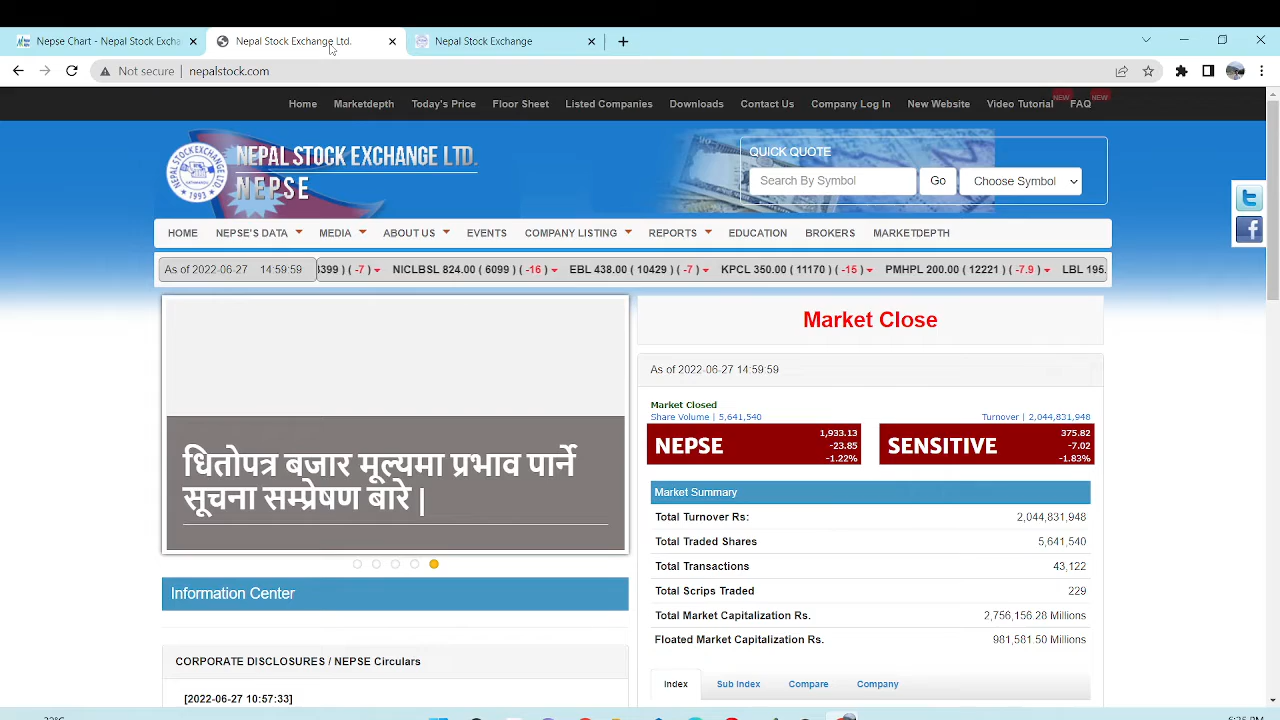 Nepse Chart - Nepal Stock Excha
Nepal Stock Exchange Ltd.
Nepal Stock Exchange
Not secure | nepalstock.com
Home Marketdepth Today's Price Floor Sheet Listed Companies Downloads Contact Us Company Log In New Website Video Tutorial NEW FAQ NEW
NEPAL STOCK EXCHANGE LTD.
NEPSE
1993
QUICK QUOTE
Search By Symbol Go Choose Symbol
HOME NEPSE'S DATA MEDIA ABOUT US EVENTS COMPANY LISTING REPORTS EDUCATION BROKERS MARKETDEPTH
As of 2022-06-27 14:59:59 3399 ) ( -7 ) NICLBSL 824.00 ( 6099 ) ( -16 ) EBL 438.00 ( 10429 ) ( -7 ) KPCL 350.00 ( 11170 ) ( -15 ) PMHPL 200.00 ( 12221 ) ( -7.9 ) LBL 195.
धितोपत्र बजार मूल्यमा प्रभाव पार्ने
सूचना सम्प्रेषण बारे |
Information Center
CORPORATE DISCLOSURES / NEPSE Circulars
[2022-06-27 10:57:33]
Market Close
As of 2022-06-27 14:59:59
Market Closed
Share Volume | 5,641,540 Turnover | 2,044,831,948
NEPSE 1,933.13 -23.85 -1.22%
SENSITIVE 375.82 -7.02 -1.83%
Market Summary
Total Turnover Rs: 2,044,831,948
Total Traded Shares 5,641,540
Total Transactions 43,122
Total Scrips Traded 229
Total Market Capitalization Rs. 2,756,156.28 Millions
Floated Market Capitalization Rs. 981,581.50 Millions
Index Sub Index Compare Company